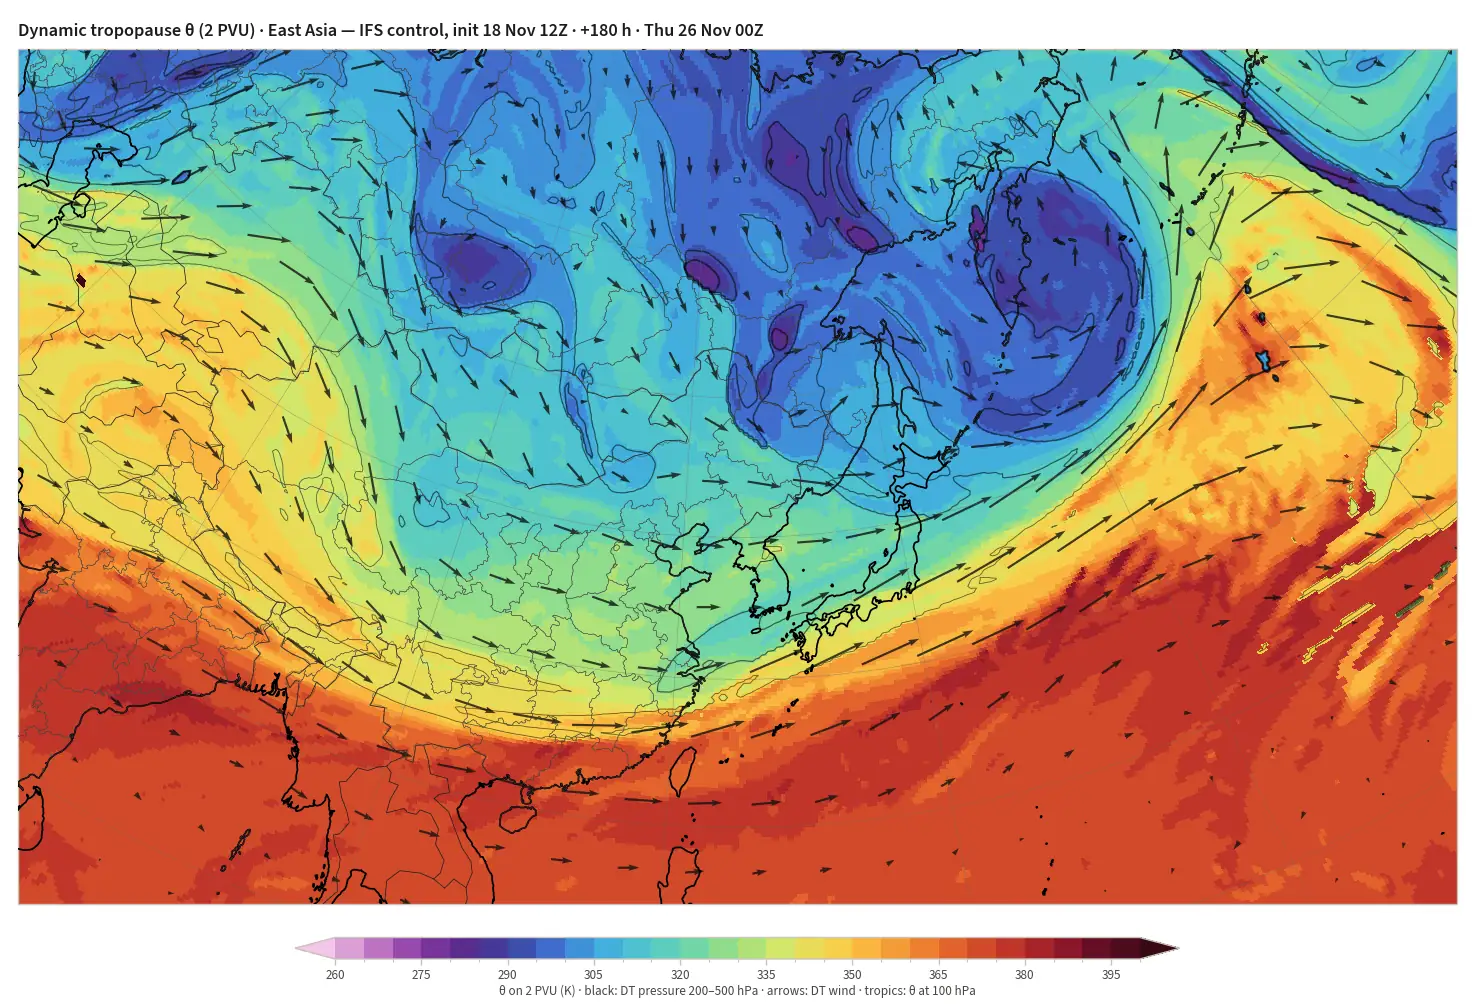 Dynamic tropopause θ (2 PVU) · East Asia — IFS control, init 18 Nov 12Z · +180 h · Thu 26 Nov 00Z
260 275 290 305 320 335 350 365 380 395
θ on 2 PVU (K) · black: DT pressure 200–500 hPa · arrows: DT wind · tropics: θ at 100 hPa